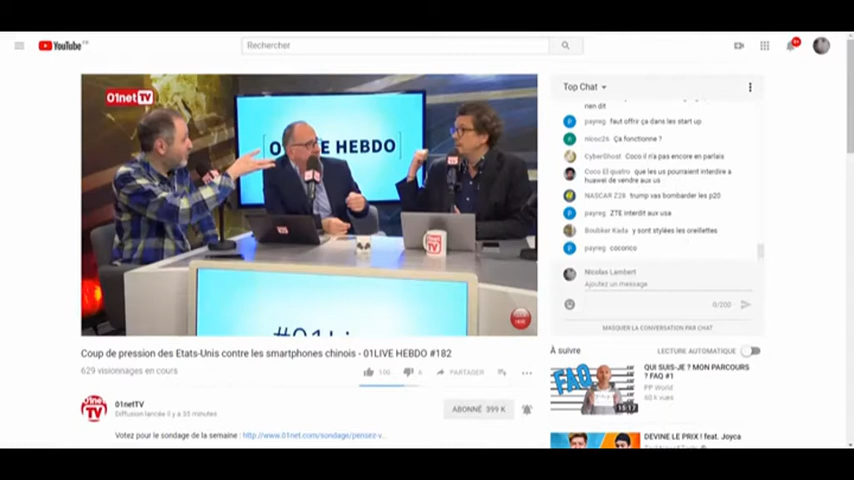 YouTube FR
Rechercher
9+
01net TV
01LIVE HEBDO
#01Li
Top Chat
rien dit
payreg faut offrir ça dans les start up
nicoc26 Ça fonctionne ?
CyberGhost Coco il n'a pas encore en parlais
Coco El quatro que les us pourraient interdire a
huawei de vendre aux us
NASCAR Z28 trump vas bombarder les p20
payreg ZTE interdit aux usa
Boubker Kada y sont stylées les oreillettes
payreg cocorico
Nicolas Lambert
Ajoutez un message
0/200
MASQUER LA CONVERSATION PAR CHAT
Coup de pression des Etats-Unis contre les smartphones chinois - 01LIVE HEBDO #182
629 visionnages en cours
PARTAGER
01netTV
Diffusion lancée il y a 35 minutes
ABONNÉ 399 K
Votez pour le sondage de la semaine : http://www.01net.com/sondage/pensez-v...
À suivre
LECTURE AUTOMATIQUE
FAQ
QUI SUIS-JE ? MON PARCOURS
? FAQ #1
PP World
60 k vues
DEVINE LE PRIX ! feat. Joyca